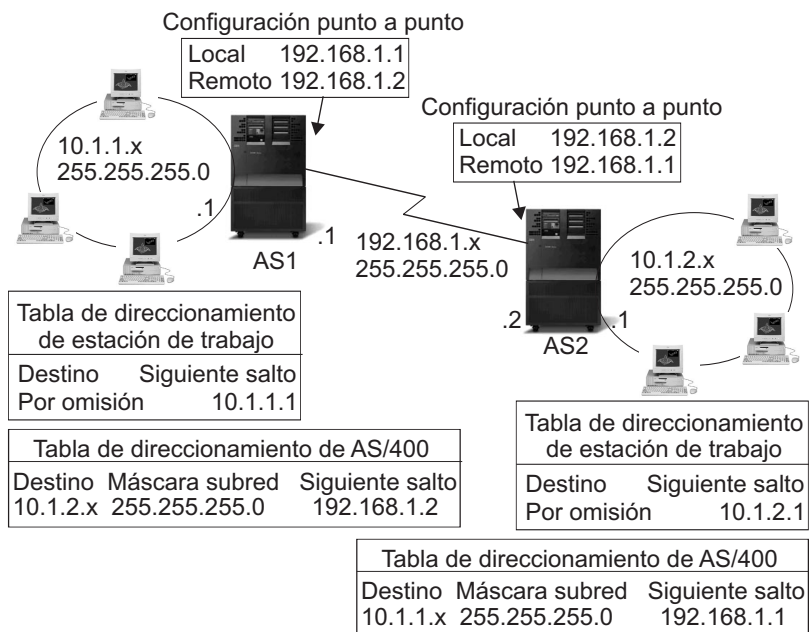 Configuración punto a punto
Local 192.168.1.1
Remoto 192.168.1.2
10.1.1.x
255.255.255.0
.1
.1
AS1
Configuración punto a punto
Local 192.168.1.2
Remoto 192.168.1.1
192.168.1.x
255.255.255.0
10.1.2.x
255.255.255.0
.2
.1
AS2
Tabla de direccionamiento
de estación de trabajo
Destino Siguiente salto
Por omisión 10.1.1.1
Tabla de direccionamiento de AS/400
Destino Máscara subred Siguiente salto
10.1.2.x 255.255.255.0 192.168.1.2
Tabla de direccionamiento
de estación de trabajo
Destino Siguiente salto
Por omisión 10.1.2.1
Tabla de direccionamiento de AS/400
Destino Máscara subred Siguiente salto
10.1.1.x 255.255.255.0 192.168.1.1